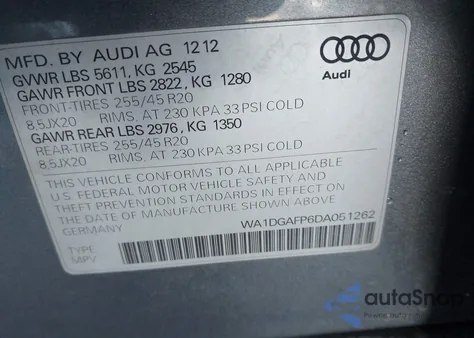 MFD. BY AUDI AG 12 12
GVWR LBS 5611, KG 2545
GAWR FRONT LBS 2822, KG 1280
FRONT-TIRES 255/45 R20
8,5JX20 RIMS, AT 230 KPA 33 PSI COLD
GAWR REAR LBS 2976, KG 1350
REAR-TIRES 255/45 R20
8,5JX20 RIMS, AT 230 KPA 33 PSI COLD
Audi
THIS VEHICLE CONFORMS TO ALL APPLICABLE
U.S. FEDERAL MOTOR VEHICLE SAFETY AND
THEFT PREVENTION STANDARDS IN EFFECT ON
THE DATE OF MANUFACTURE SHOWN ABOVE
GERMANY WA1DGAFP6DA051262
TYPE
MPV
autaSnap